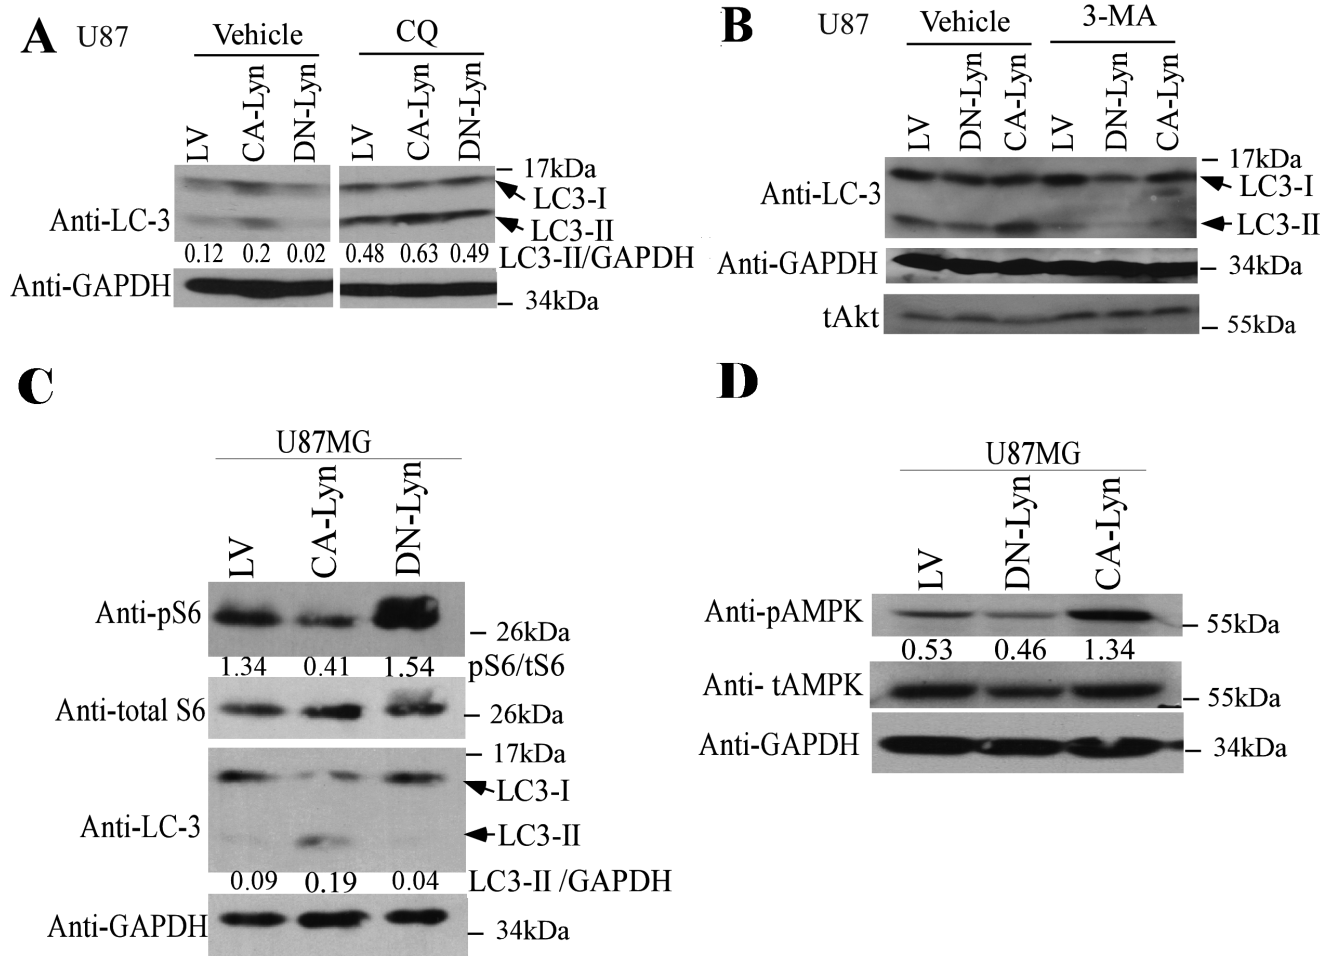 A U87 Vehicle CQ
LV CA-Lyn DN-Lyn LV CA-Lyn DN-Lyn
17kDa
LC3-I
Anti-LC-3
LC3-II
0.12 0.2 0.02 0.48 0.63 0.49 LC3-II/GAPDH
Anti-GAPDH
34kDa
B U87 Vehicle 3-MA
LV DN-Lyn CA-Lyn LV DN-Lyn CA-Lyn
17kDa
Anti-LC-3
LC3-I
LC3-II
Anti-GAPDH 34kDa
tAkt 55kDa
C
U87MG
LV CA-Lyn DN-Lyn
Anti-pS6
26kDa
1.34 0.41 1.54 pS6/tS6
Anti-total S6 26kDa
17kDa
LC3-I
Anti-LC-3 LC3-II
0.09 0.19 0.04 LC3-II /GAPDH
Anti-GAPDH 34kDa
D
U87MG
LV DN-Lyn CA-Lyn
Anti-pAMPK 55kDa
0.53 0.46 1.34
Anti- tAMPK 55kDa
Anti-GAPDH 34kDa